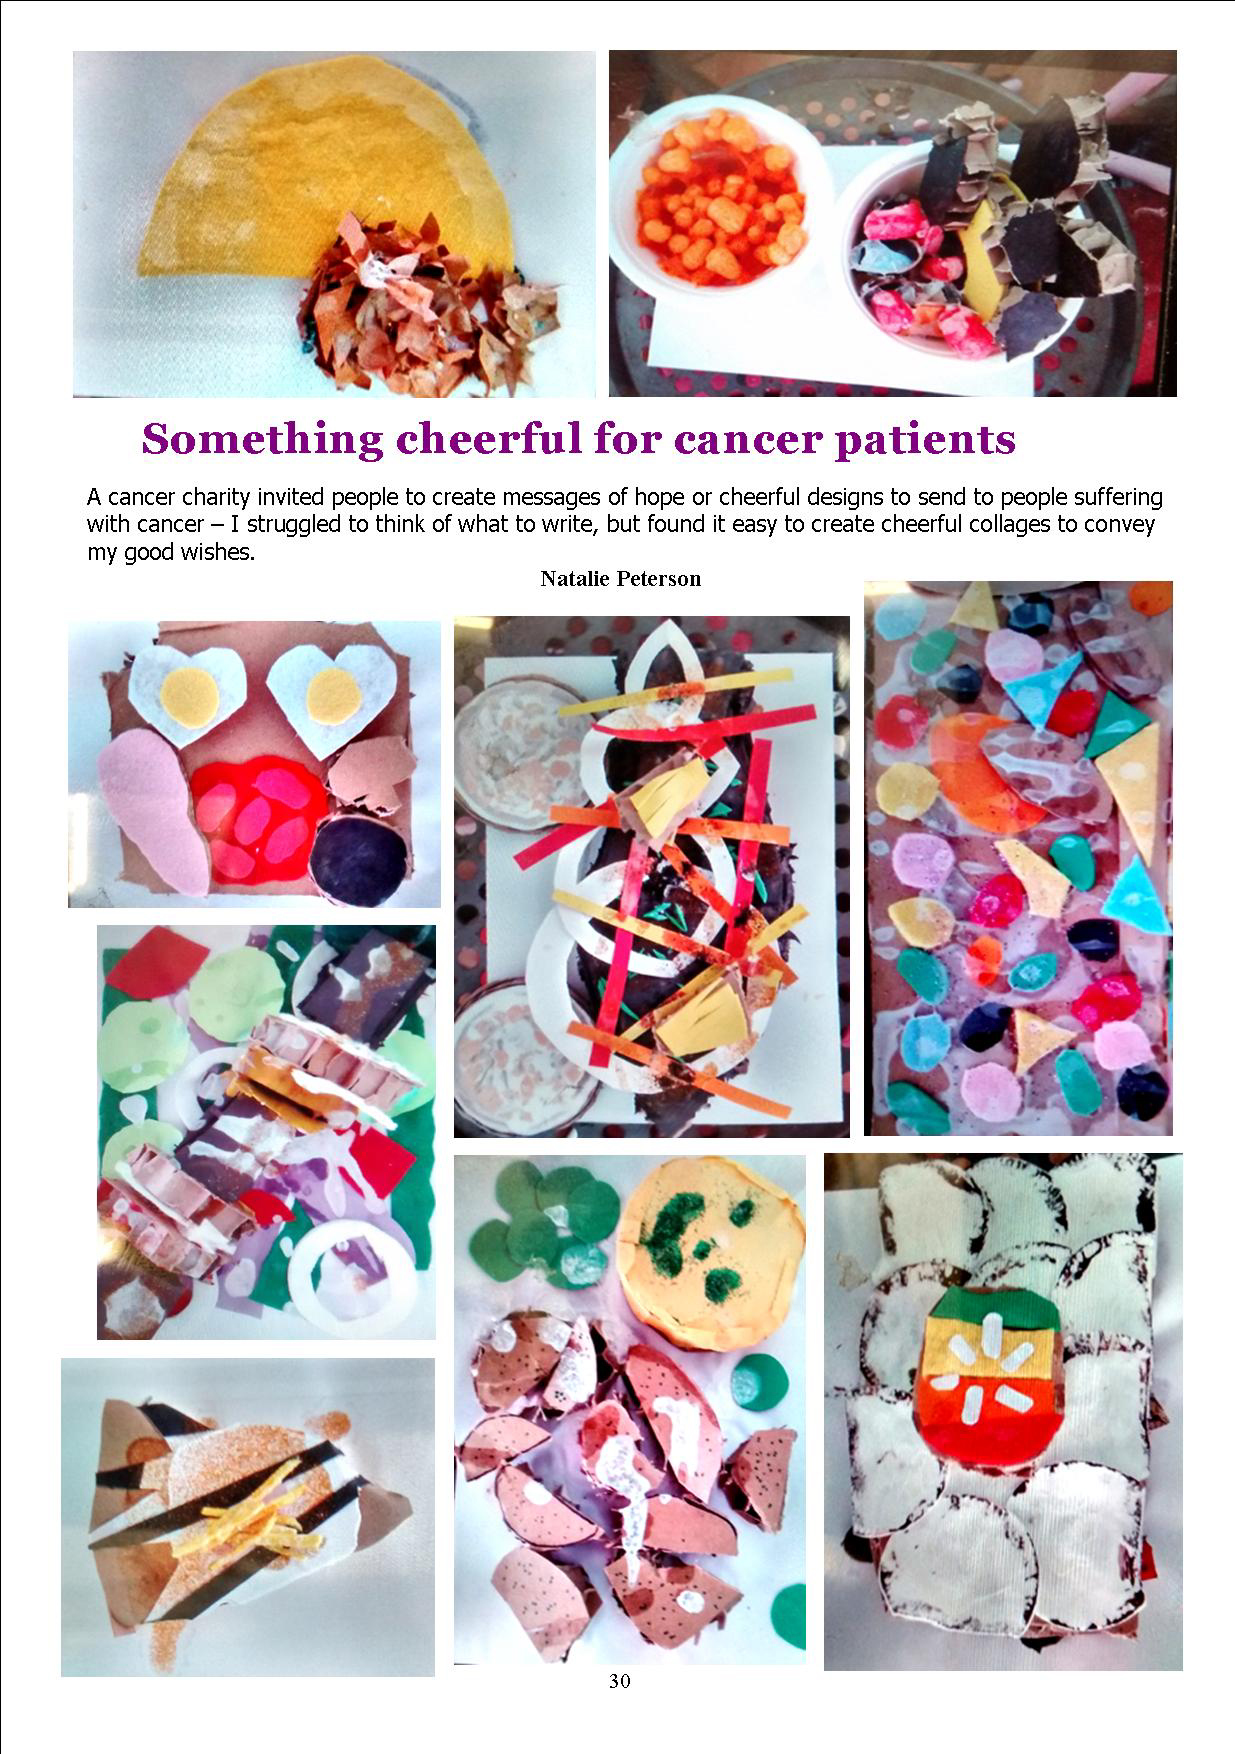 Something cheerful for cancer patients
A cancer charity invited people to create messages of hope or cheerful designs to send to people suffering
with cancer – I struggled to think of what to write, but found it easy to create cheerful collages to convey
my good wishes.
Natalie Peterson
30